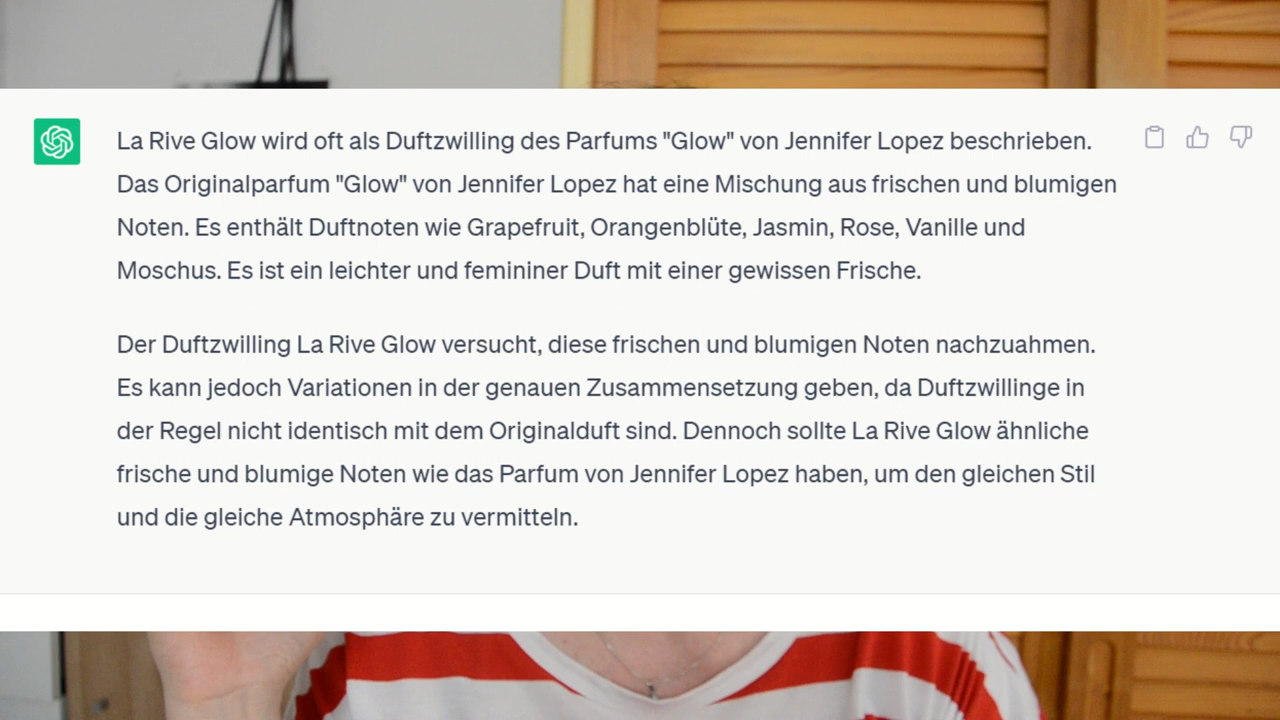 La Rive Glow wird oft als Duftzwilling des Parfums "Glow" von Jennifer Lopez beschrieben.
Das Originalparfum "Glow" von Jennifer Lopez hat eine Mischung aus frischen und blumigen
Noten. Es enthält Duftnoten wie Grapefruit, Orangenblüte, Jasmin, Rose, Vanille und
Moschus. Es ist ein leichter und femininer Duft mit einer gewissen Frische.
Der Duftzwilling La Rive Glow versucht, diese frischen und blumigen Noten nachzuahmen.
Es kann jedoch Variationen in der genauen Zusammensetzung geben, da Duftzwillinge in
der Regel nicht identisch mit dem Originalduft sind. Dennoch sollte La Rive Glow ähnliche
frische und blumige Noten wie das Parfum von Jennifer Lopez haben, um den gleichen Stil
und die gleiche Atmosphäre zu vermitteln.